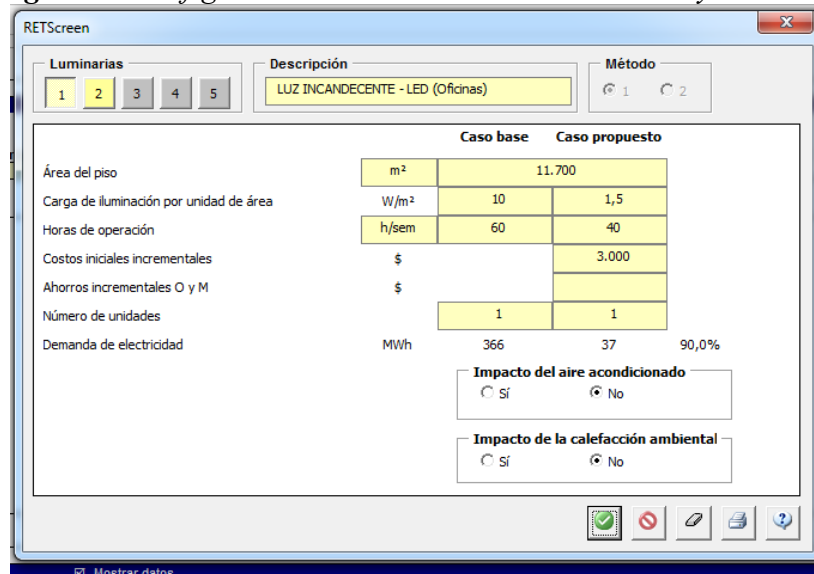 RETScreen
Luminarias
Descripción
Método
1 2 3 4 5
LUZ INCANDECENTE - LED (Oficinas)
1 2
Caso base Caso propuesto
Área del piso m² 11.700
Carga de iluminación por unidad de área W/m² 10 1,5
Horas de operación h/sem 60 40
Costos iniciales incrementales $ 3.000
Ahorros incrementales O y M $
Número de unidades 1 1
Demanda de electricidad MWh 366 37 90,0%
Impacto del aire acondicionado
Sí No
Impacto de la calefacción ambiental
Sí No
Mostrar datos